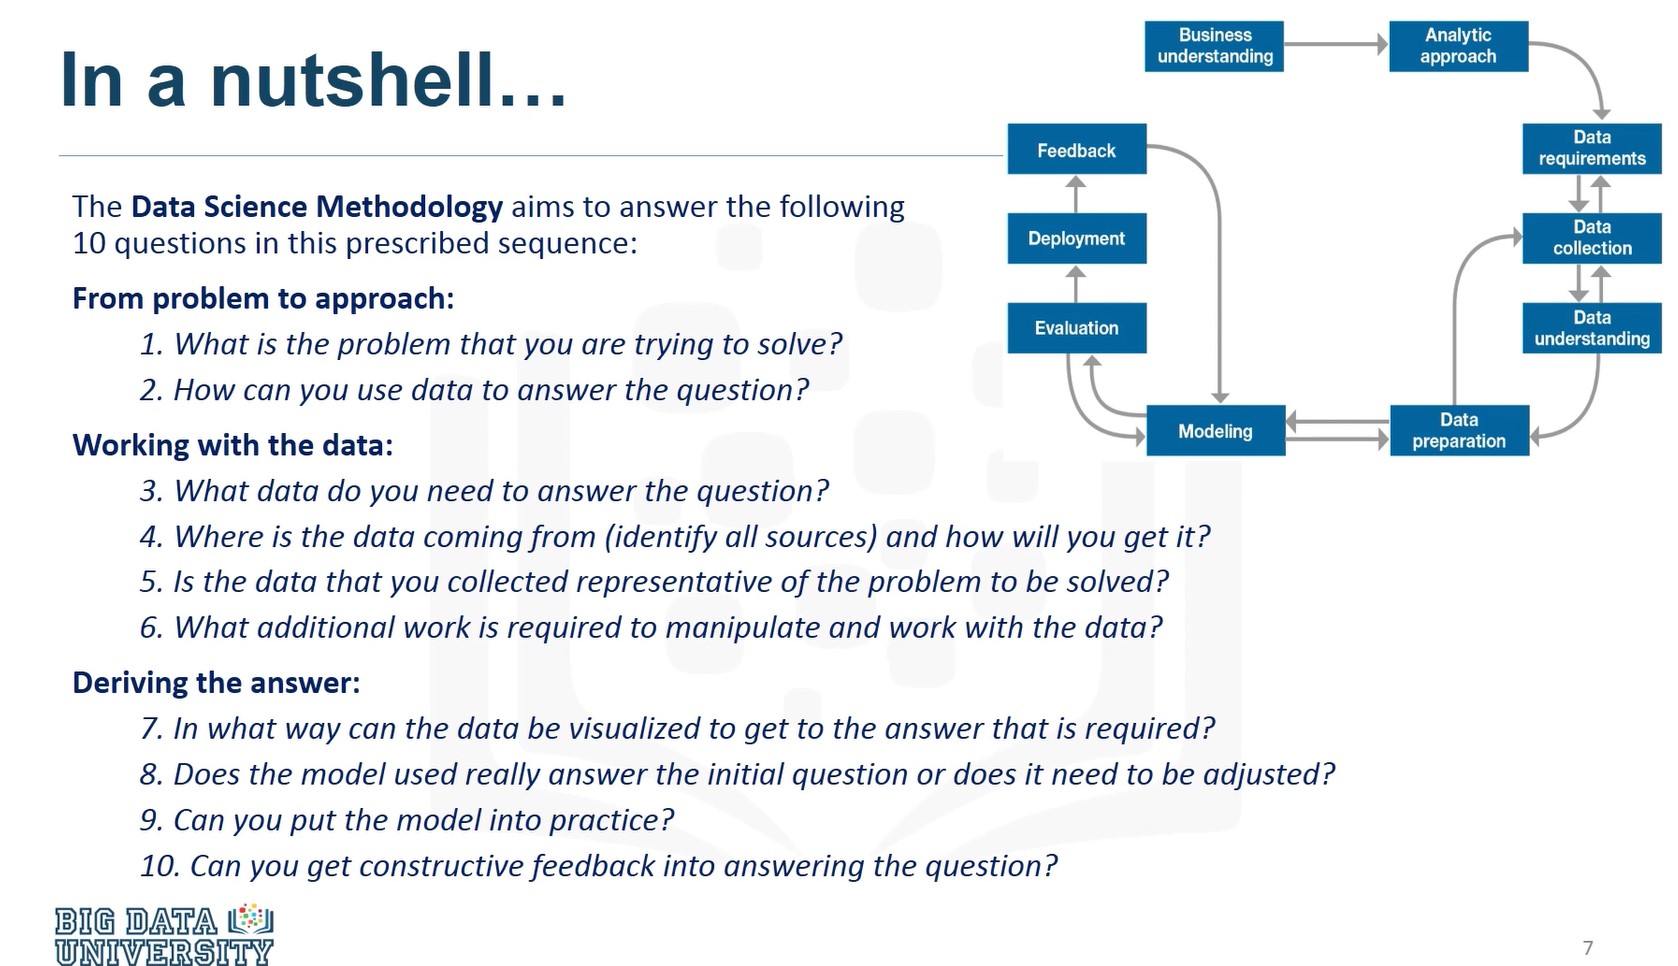 In a nutshell...
The Data Science Methodology aims to answer the following
10 questions in this prescribed sequence:
From problem to approach:
1. What is the problem that you are trying to solve?
2. How can you use data to answer the question?
Working with the data:
3. What data do you need to answer the question?
4. Where is the data coming from (identify all sources) and how will you get it?
5. Is the data that you collected representative of the problem to be solved?
6. What additional work is required to manipulate and work with the data?
Deriving the answer:
7. In what way can the data be visualized to get to the answer that is required?
8. Does the model used really answer the initial question or does it need to be adjusted?
9. Can you put the model into practice?
10. Can you get constructive feedback into answering the question?
Business
understanding
Analytic
approach
Data
requirements
Data
collection
Data
understanding
Data
preparation
Modeling
Evaluation
Deployment
Feedback
BIG DATA
UNIVERSITY
7